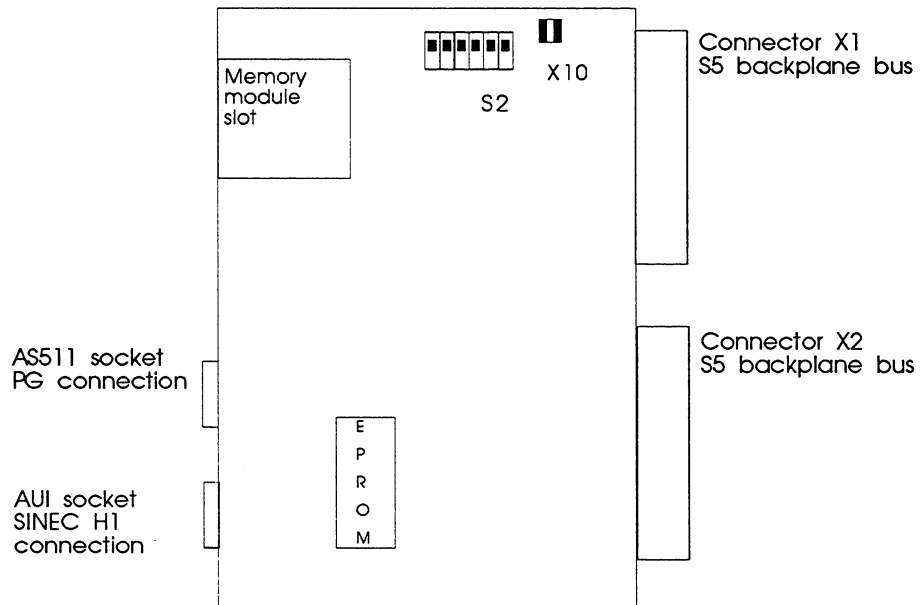 Memory
module
slot
S2
X10
Connector X1
S5 backplane bus
Connector X2
S5 backplane bus
AS511 socket
PG connection
AUI socket
SINEC H1
connection
E
P
R
O
M